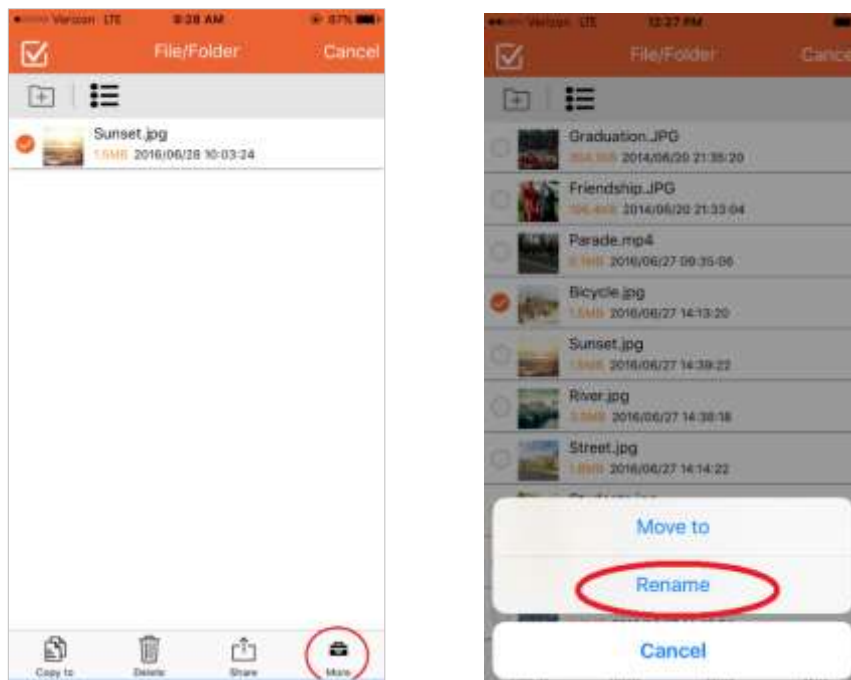 Verizon LTE 9:38 AM 87%
File/Folder Cancel
Sunset.jpg
1.5MB 2016/06/28 10:03:24
Copy to Delete Share More
Verizon LTE 12:37 PM
File/Folder Cance
Graduation.JPG
2014/06/20 21:35:20
Friendship.JPG
2014/06/20 21:33:04
Parade.mp4
2016/06/27 09:35:06
Bicycle.jpg
1.5MB 2016/06/27 14:13:20
Sunset.jpg
2016/06/27 14:39:22
River.jpg
2016/06/27 14:38:18
Street.jpg
2016/06/27 14:14:22
Move to
Rename
Cancel